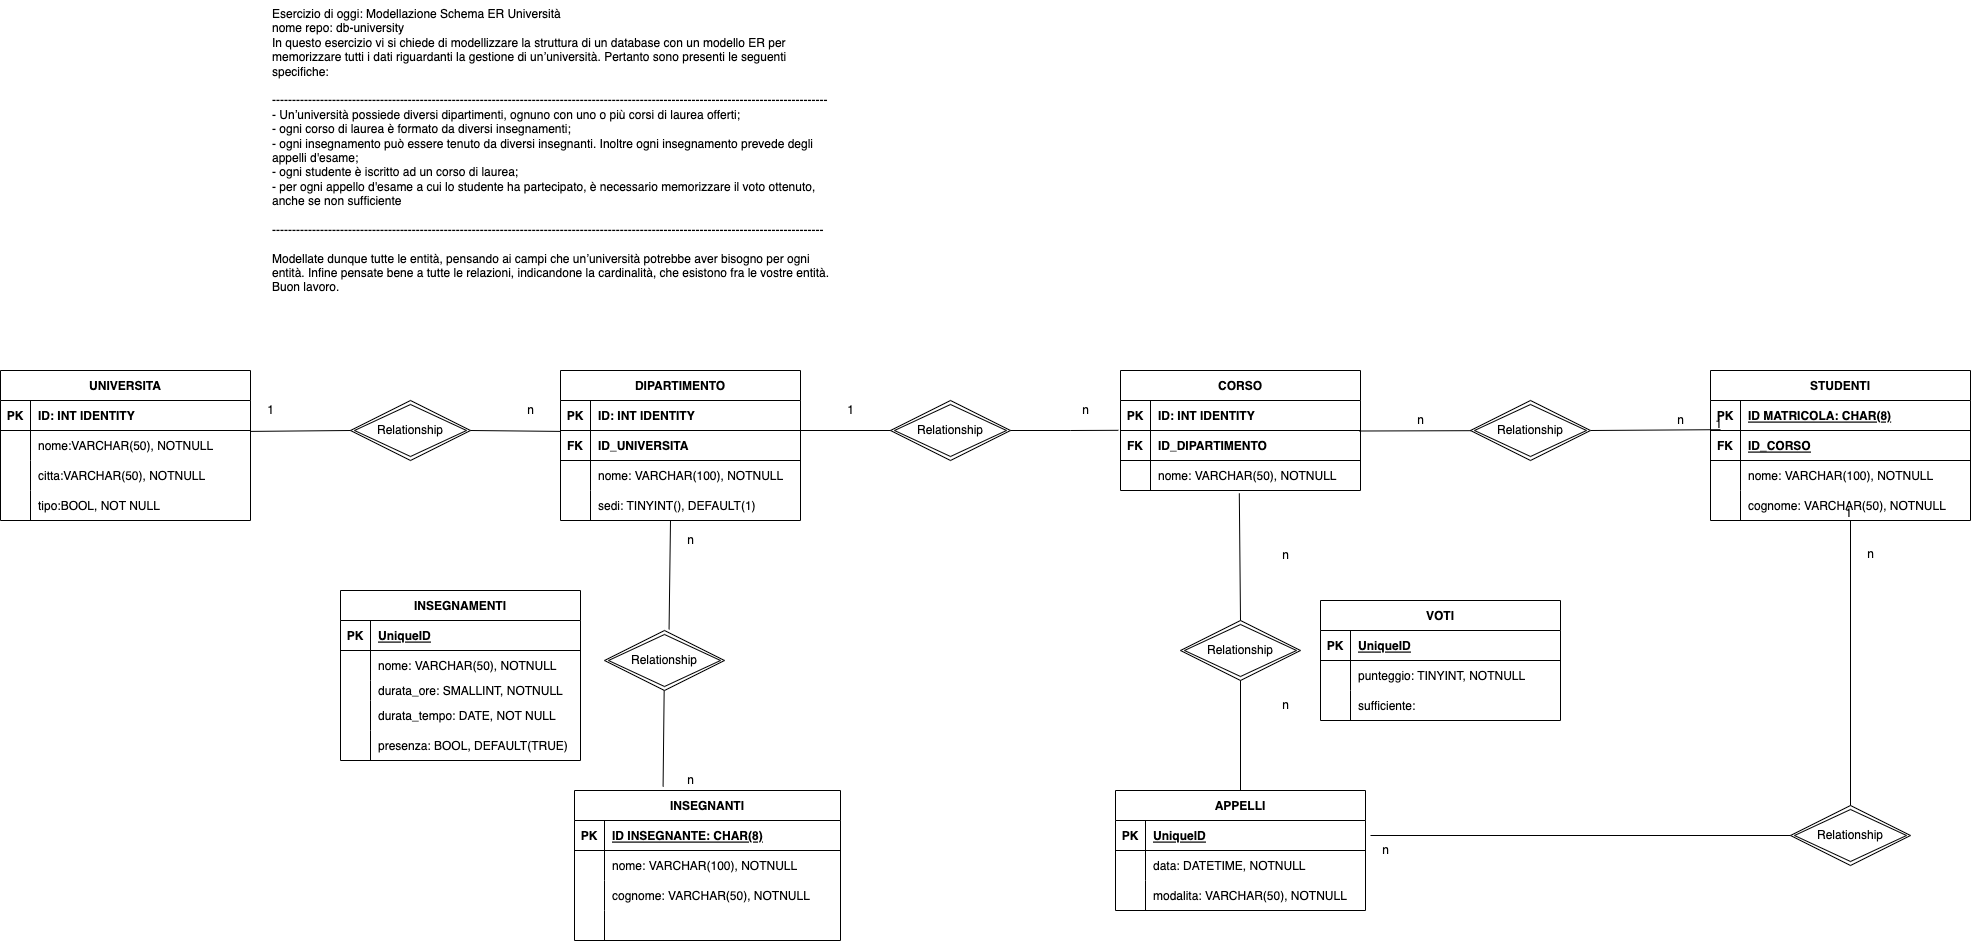 Esercizio di oggi: Modellazione Schema ER Università
nome repo: db-university
In questo esercizio vi si chiede di modellizzare la struttura di un database con un modello ER per
memorizzare tutti i dati riguardanti la gestione di un'università. Pertanto sono presenti le seguenti
specifiche:
-------------------------------------------------------------------------------------------------------------------------------------------
- Un'università possiede diversi dipartimenti, ognuno con uno o più corsi di laurea offerti;
- ogni corso di laurea è formato da diversi insegnamenti;
- ogni insegnamento può essere tenuto da diversi insegnanti. Inoltre ogni insegnamento prevede degli
appelli d'esame;
- ogni studente è iscritto ad un corso di laurea;
- per ogni appello d'esame a cui lo studente ha partecipato, è necessario memorizzare il voto ottenuto,
anche se non sufficiente
------------------------------------------------------------------------------------------------------------------------------------------
Modellate dunque tutte le entità, pensando ai campi che un'università potrebbe aver bisogno per ogni
entità. Infine pensate bene a tutte le relazioni, indicandone la cardinalità, che esistono fra le vostre entità.
Buon lavoro.
UNIVERSITA
PK ID: INT IDENTITY
nome:VARCHAR(50), NOTNULL
citta:VARCHAR(50), NOTNULL
tipo:BOOL, NOT NULL
1
Relationship
n
DIPARTIMENTO
PK ID: INT IDENTITY
FK ID_UNIVERSITA
nome: VARCHAR(100), NOTNULL
sedi: TINYINT(), DEFAULT(1)
1
Relationship
n
CORSO
PK ID: INT IDENTITY
FK ID_DIPARTIMENTO
nome: VARCHAR(50), NOTNULL
n
Relationship
n
1
STUDENTI
PK ID MATRICOLA: CHAR(8)
FK ID_CORSO
nome: VARCHAR(100), NOTNULL
cognome: VARCHAR(50), NOTNULL
1
n
n
Relationship
n
INSEGNAMENTI
PK UniqueID
nome: VARCHAR(50), NOTNULL
durata_ore: SMALLINT, NOTNULL
durata_tempo: DATE, NOT NULL
presenza: BOOL, DEFAULT(TRUE)
n
Relationship
n
VOTI
PK UniqueID
punteggio: TINYINT, NOTNULL
sufficiente:
INSEGNANTI
PK ID INSEGNANTE: CHAR(8)
nome: VARCHAR(100), NOTNULL
cognome: VARCHAR(50), NOTNULL
APPELLI
PK UniqueID
data: DATETIME, NOTNULL
modalita: VARCHAR(50), NOTNULL
n
Relationship